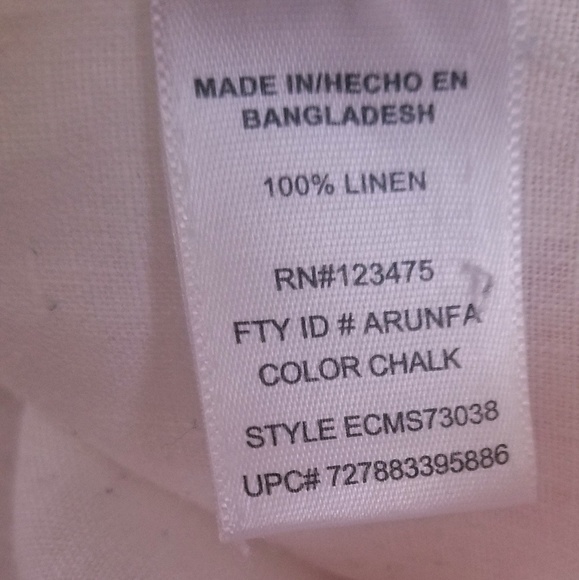 MADE IN/HECHO EN
BANGLADESH
100% LINEN
RN#123475
FTY ID # ARUNFA
COLOR CHALK
STYLE ECMS73038
UPC# 727883395886